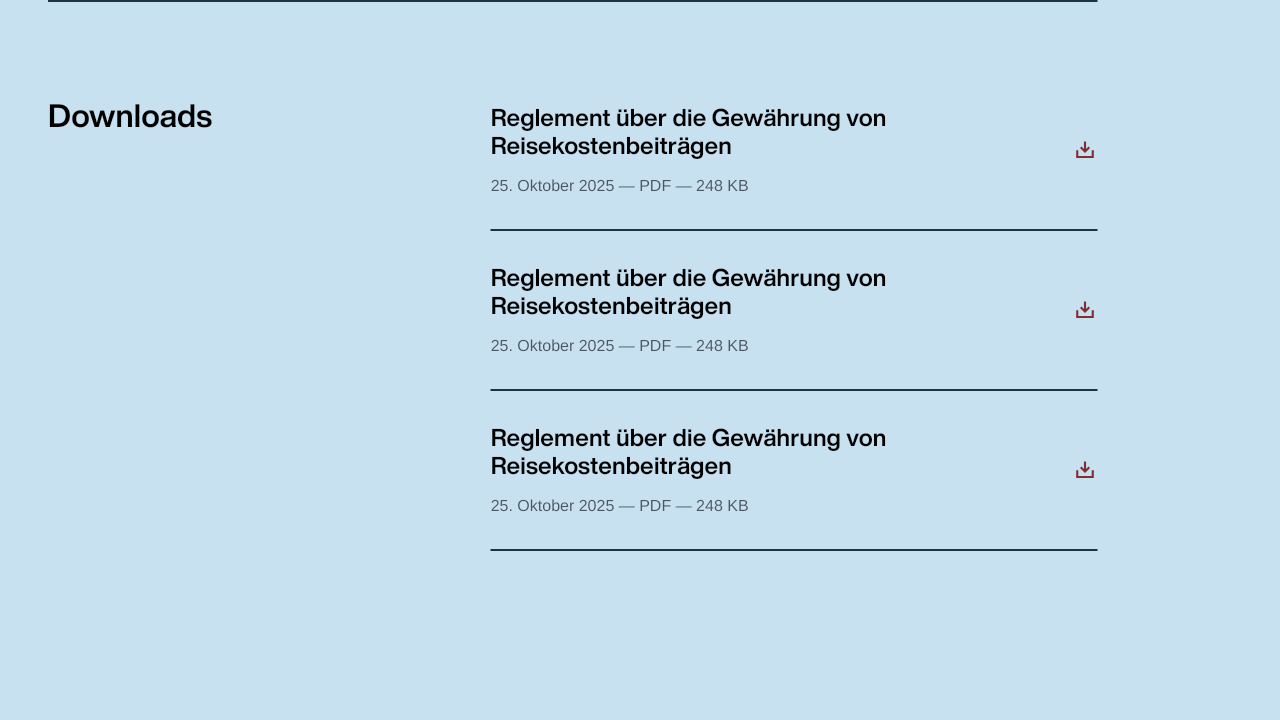 Downloads
Reglement über die Gewährung von
Reisekostenbeiträgen
25. Oktober 2025 — PDF — 248 KB
Reglement über die Gewährung von
Reisekostenbeiträgen
25. Oktober 2025 — PDF — 248 KB
Reglement über die Gewährung von
Reisekostenbeiträgen
25. Oktober 2025 — PDF — 248 KB